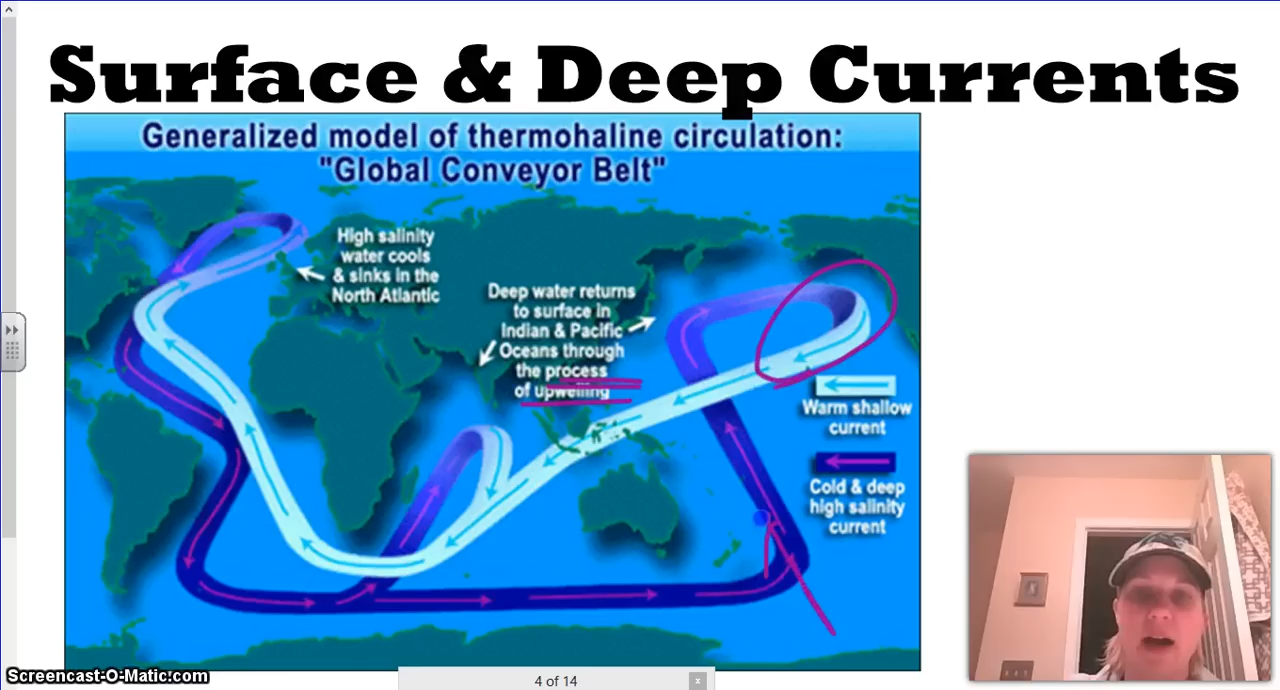 Surface & Deep Currents
Generalized model of thermohaline circulation:
"Global Conveyor Belt"
High salinity
water cools
& sinks in the
North Atlantic
Deep water returns
to surface in
Indian & Pacific
Oceans through
the process
of upwelling
Warm shallow
current
Cold & deep
high salinity
current
Screencast-O-Matic.com
4 of 14
x